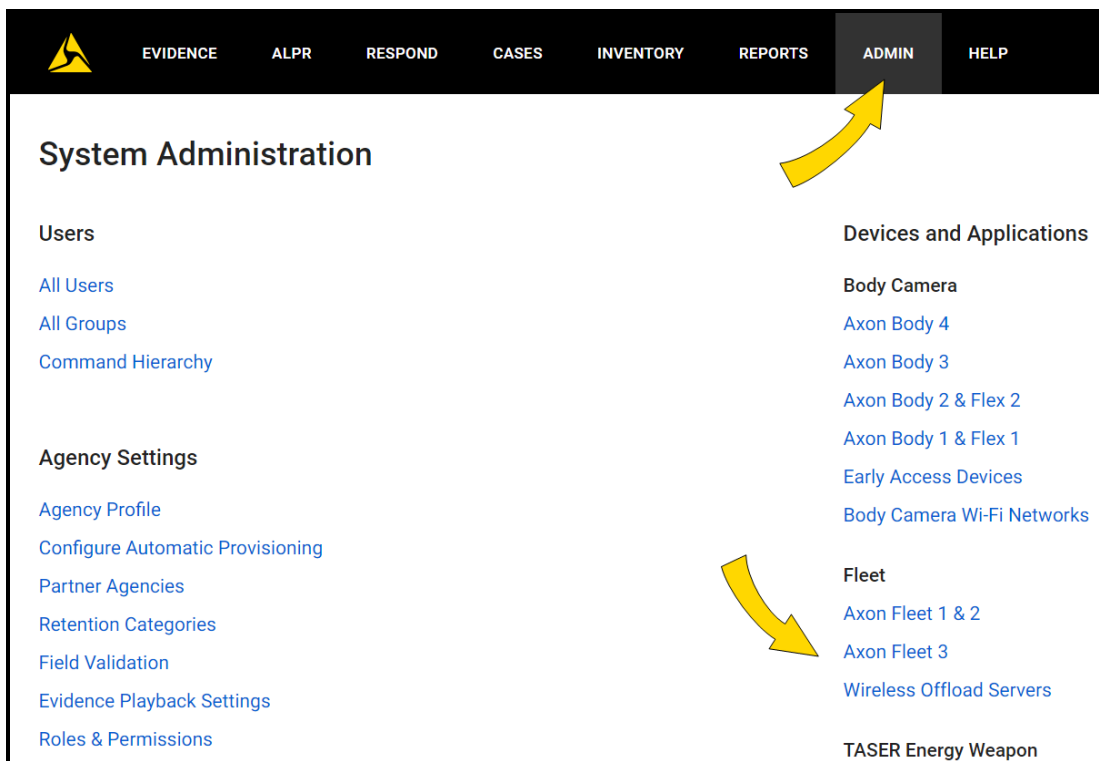 EVIDENCE ALPR RESPOND CASES INVENTORY REPORTS ADMIN HELP
System Administration
Users
All Users
All Groups
Command Hierarchy
Agency Settings
Agency Profile
Configure Automatic Provisioning
Partner Agencies
Retention Categories
Field Validation
Evidence Playback Settings
Roles & Permissions
Devices and Applications
Body Camera
Axon Body 4
Axon Body 3
Axon Body 2 & Flex 2
Axon Body 1 & Flex 1
Early Access Devices
Body Camera Wi-Fi Networks
Fleet
Axon Fleet 1 & 2
Axon Fleet 3
Wireless Offload Servers
TASER Energy Weapon